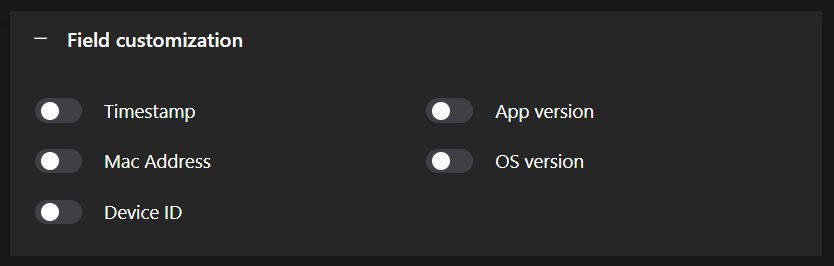 Field customization
Timestamp
App version
Mac Address
OS version
Device ID